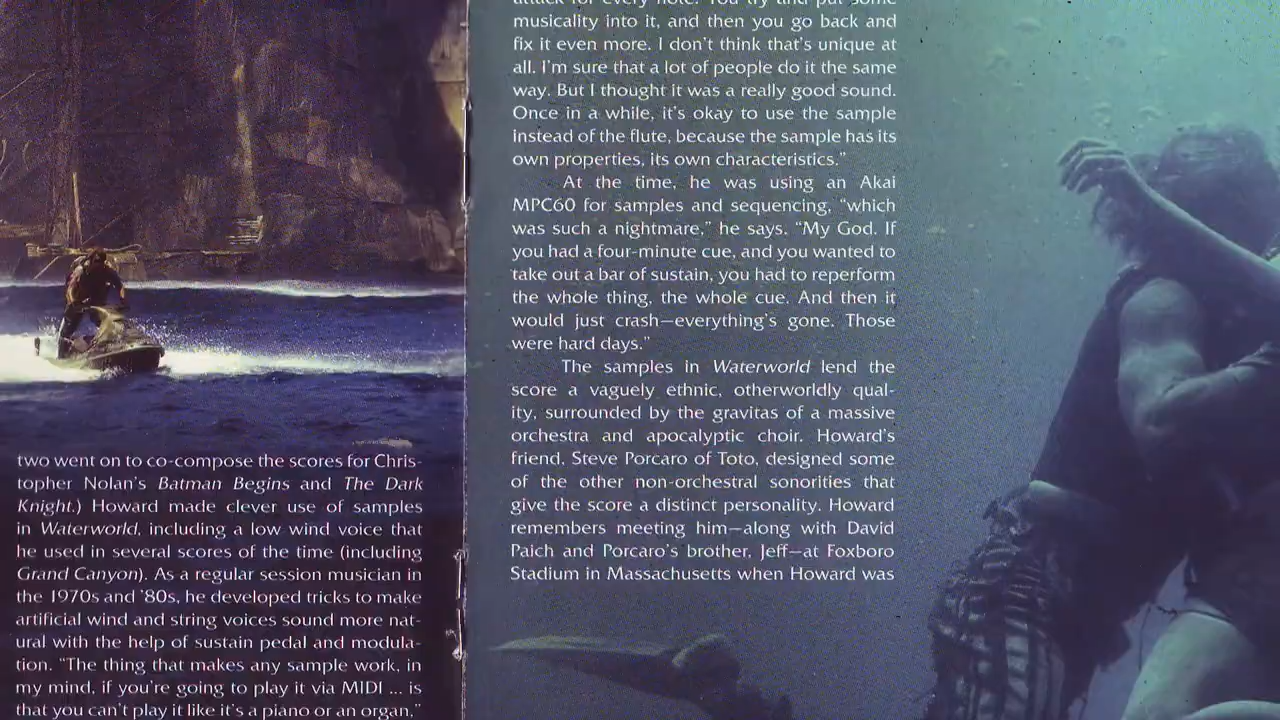 two went on to co-compose the scores for Chris-
topher Nolan's Batman Begins and The Dark
Knight.) Howard made clever use of samples
in Waterworld, including a low wind voice that
he used in several scores of the time (including
Grand Canyon). As a regular session musician in
the 1970s and '80s, he developed tricks to make
artificial wind and string voices sound more nat-
ural with the help of sustain pedal and modula-
tion. “The thing that makes any sample work, in
my mind, if you're going to play it via MIDI ... is
that you can't play it like it's a piano or an organ,”
attack for every note. You try and put some
musicality into it, and then you go back and
fix it even more. I don't think that's unique at
all. I'm sure that a lot of people do it the same
way. But I thought it was a really good sound.
Once in a while, it's okay to use the sample
instead of the flute, because the sample has its
own properties, its own characteristics.”
At the time, he was using an Akai
MPC60 for samples and sequencing, “which
was such a nightmare,” he says. “My God. If
you had a four-minute cue, and you wanted to
take out a bar of sustain, you had to reperform
the whole thing, the whole cue. And then it
would just crash—everything's gone. Those
were hard days.”
The samples in Waterworld lend the
score a vaguely ethnic, otherworldly qual-
ity, surrounded by the gravitas of a massive
orchestra and apocalyptic choir. Howard's
friend, Steve Porcaro of Toto, designed some
of the other non-orchestral sonorities that
give the score a distinct personality. Howard
remembers meeting him—along with David
Paich and Porcaro's brother, Jeff—at Foxboro
Stadium in Massachusetts when Howard was